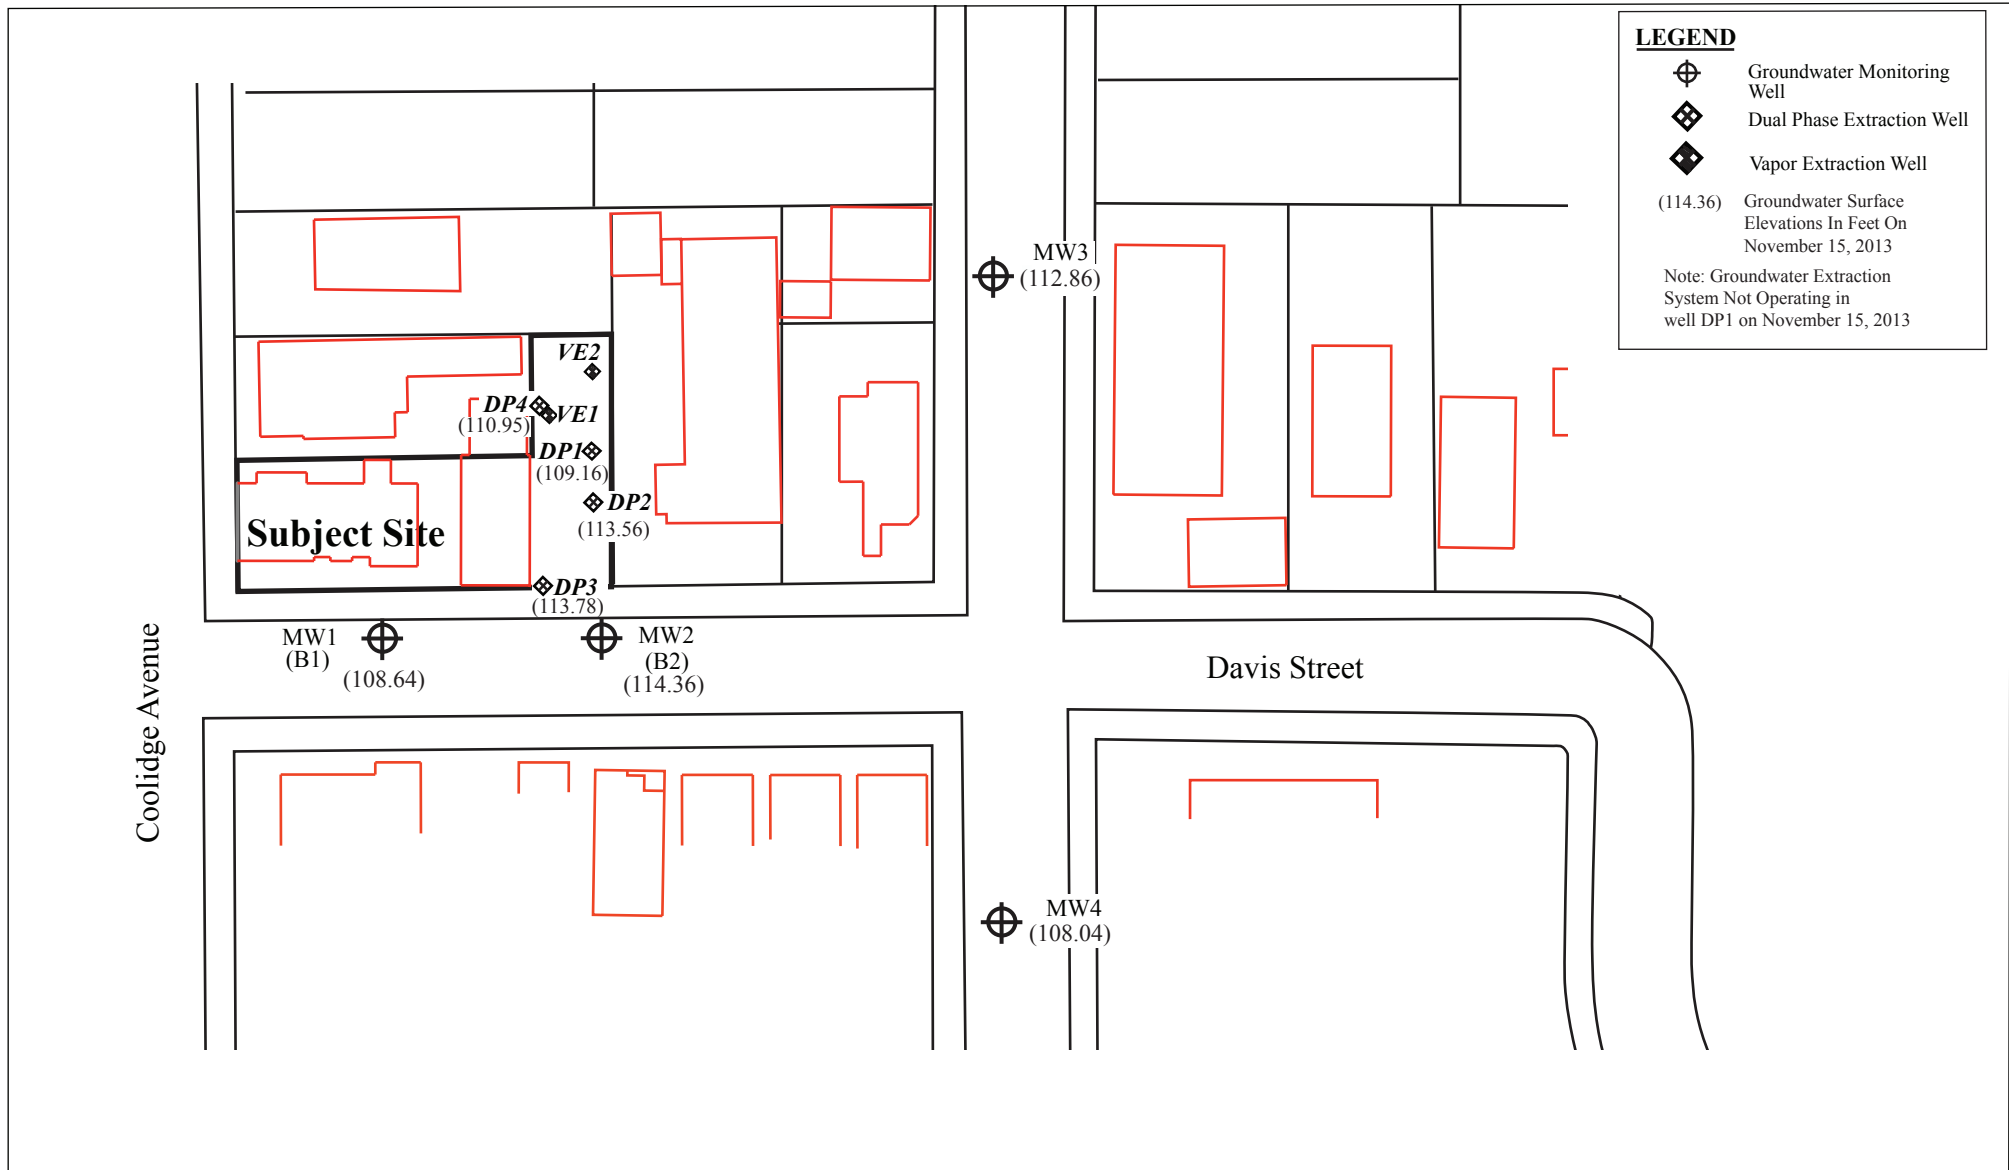 LEGEND
Groundwater Monitoring
Well
Dual Phase Extraction Well
Vapor Extraction Well
(114.36) Groundwater Surface
Elevations In Feet On
November 15, 2013
Note: Groundwater Extraction
System Not Operating in
well DP1 on November 15, 2013
MW3
(112.86)
VE2
DP4
(110.95)
VE1
DP1
(109.16)
DP2
(113.56)
Subject Site
DP3
(113.78)
MW1
(B1)
(108.64)
MW2
(B2)
(114.36)
Davis Street
Coolidge Avenue
MW4
(108.04)